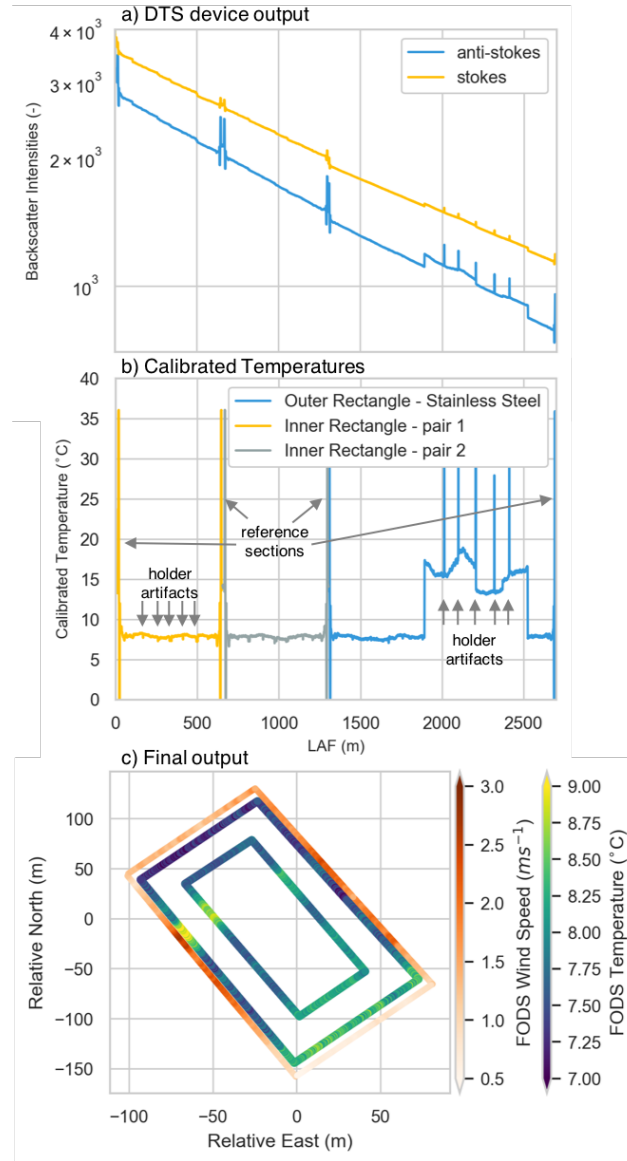 a) DTS device output
4 × 10³
3 × 10³
2 × 10³
10³
Backscatter Intensities (-)
anti-stokes
stokes
b) Calibrated Temperatures
40
35
30
25
20
15
10
5
0
Calibrated Temperature (°C)
Outer Rectangle - Stainless Steel
Inner Rectangle - pair 1
Inner Rectangle - pair 2
reference
sections
holder
artifacts
holder
artifacts
0 500 1000 1500 2000 2500
LAF (m)
c) Final output
100
50
0
−50
−100
−150
Relative North (m)
−100 −50 0 50
Relative East (m)
3.0
2.5
2.0
1.5
1.0
0.5
FODS Wind Speed (ms⁻¹)
9.00
8.75
8.50
8.25
8.00
7.75
7.50
7.25
7.00
FODS Temperature (°C)